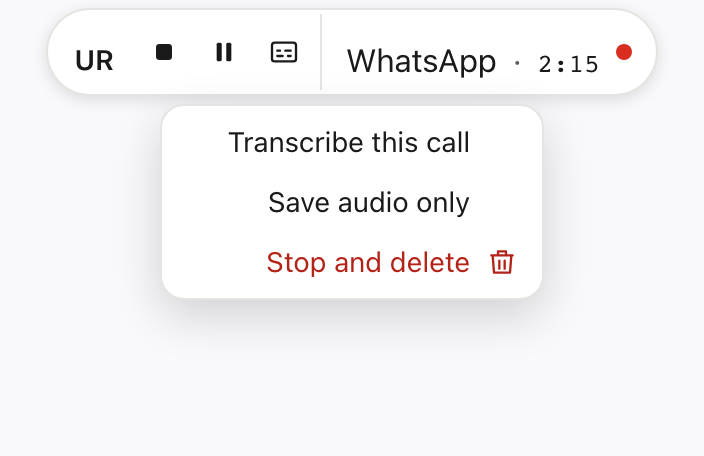 UR WhatsApp · 2:15
Transcribe this call
Save audio only
Stop and delete